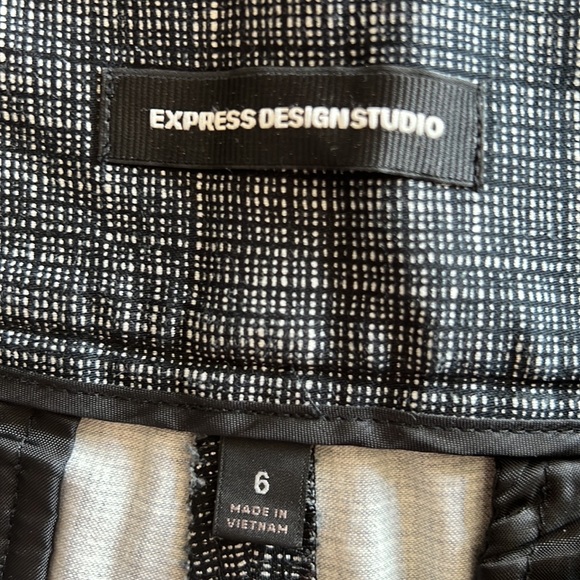 EXPRESS DESIGN STUDIO
6
MADE IN
VIETNAM